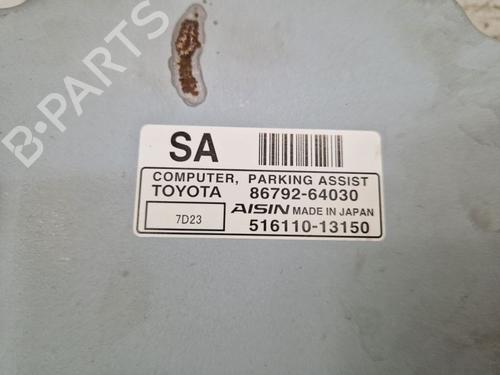 B-PARTS
SA
COMPUTER, PARKING ASSIST
TOYOTA 86792-64030
7D23 AISIN MADE IN JAPAN
516110-13150